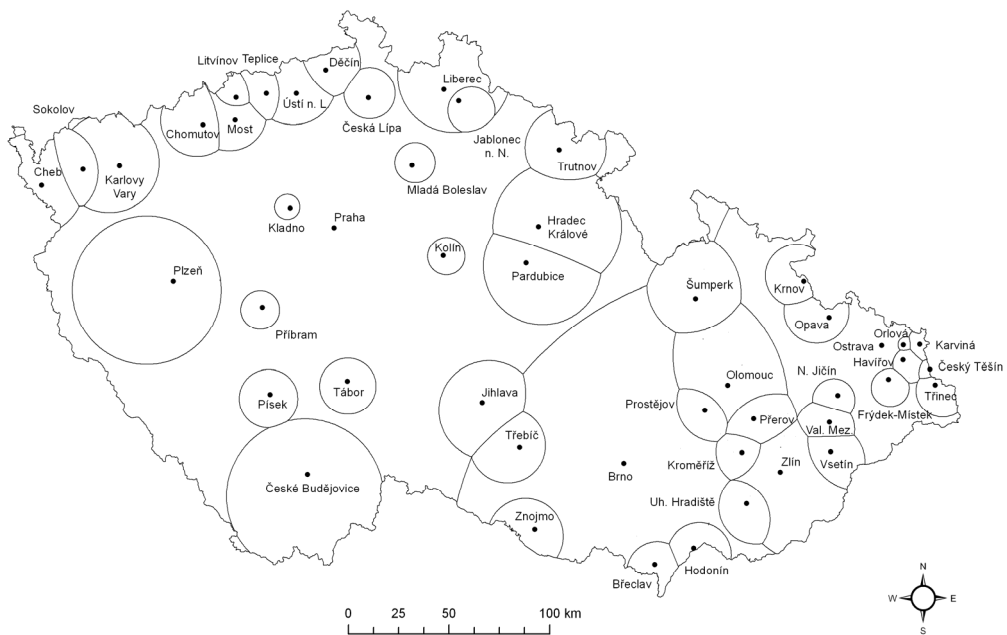 Litvínov Teplice
Děčín
Ústí n. L.
Liberec
Sokolov
Chomutov
Most
Česká Lípa
Jablonec
n. N.
Trutnov
Cheb
Karlovy
Vary
Mladá Boleslav
Kladno
Praha
Hradec
Králové
Kolín
Pardubice
Plzeň
Šumperk
Krnov
Příbram
Opava
Orlová
Ostrava
Karviná
Havířov
Český Těšín
N. Jičín
Třinec
Tábor
Jihlava
Olomouc
Písek
Prostějov
Přerov
Frýdek-Místek
Val. Mez.
Třebíč
Kroměříž
Zlín
Vsetín
Brno
České Budějovice
Uh. Hradiště
Znojmo
Hodonín
Břeclav
N
W E
S
0 25 50 100 km